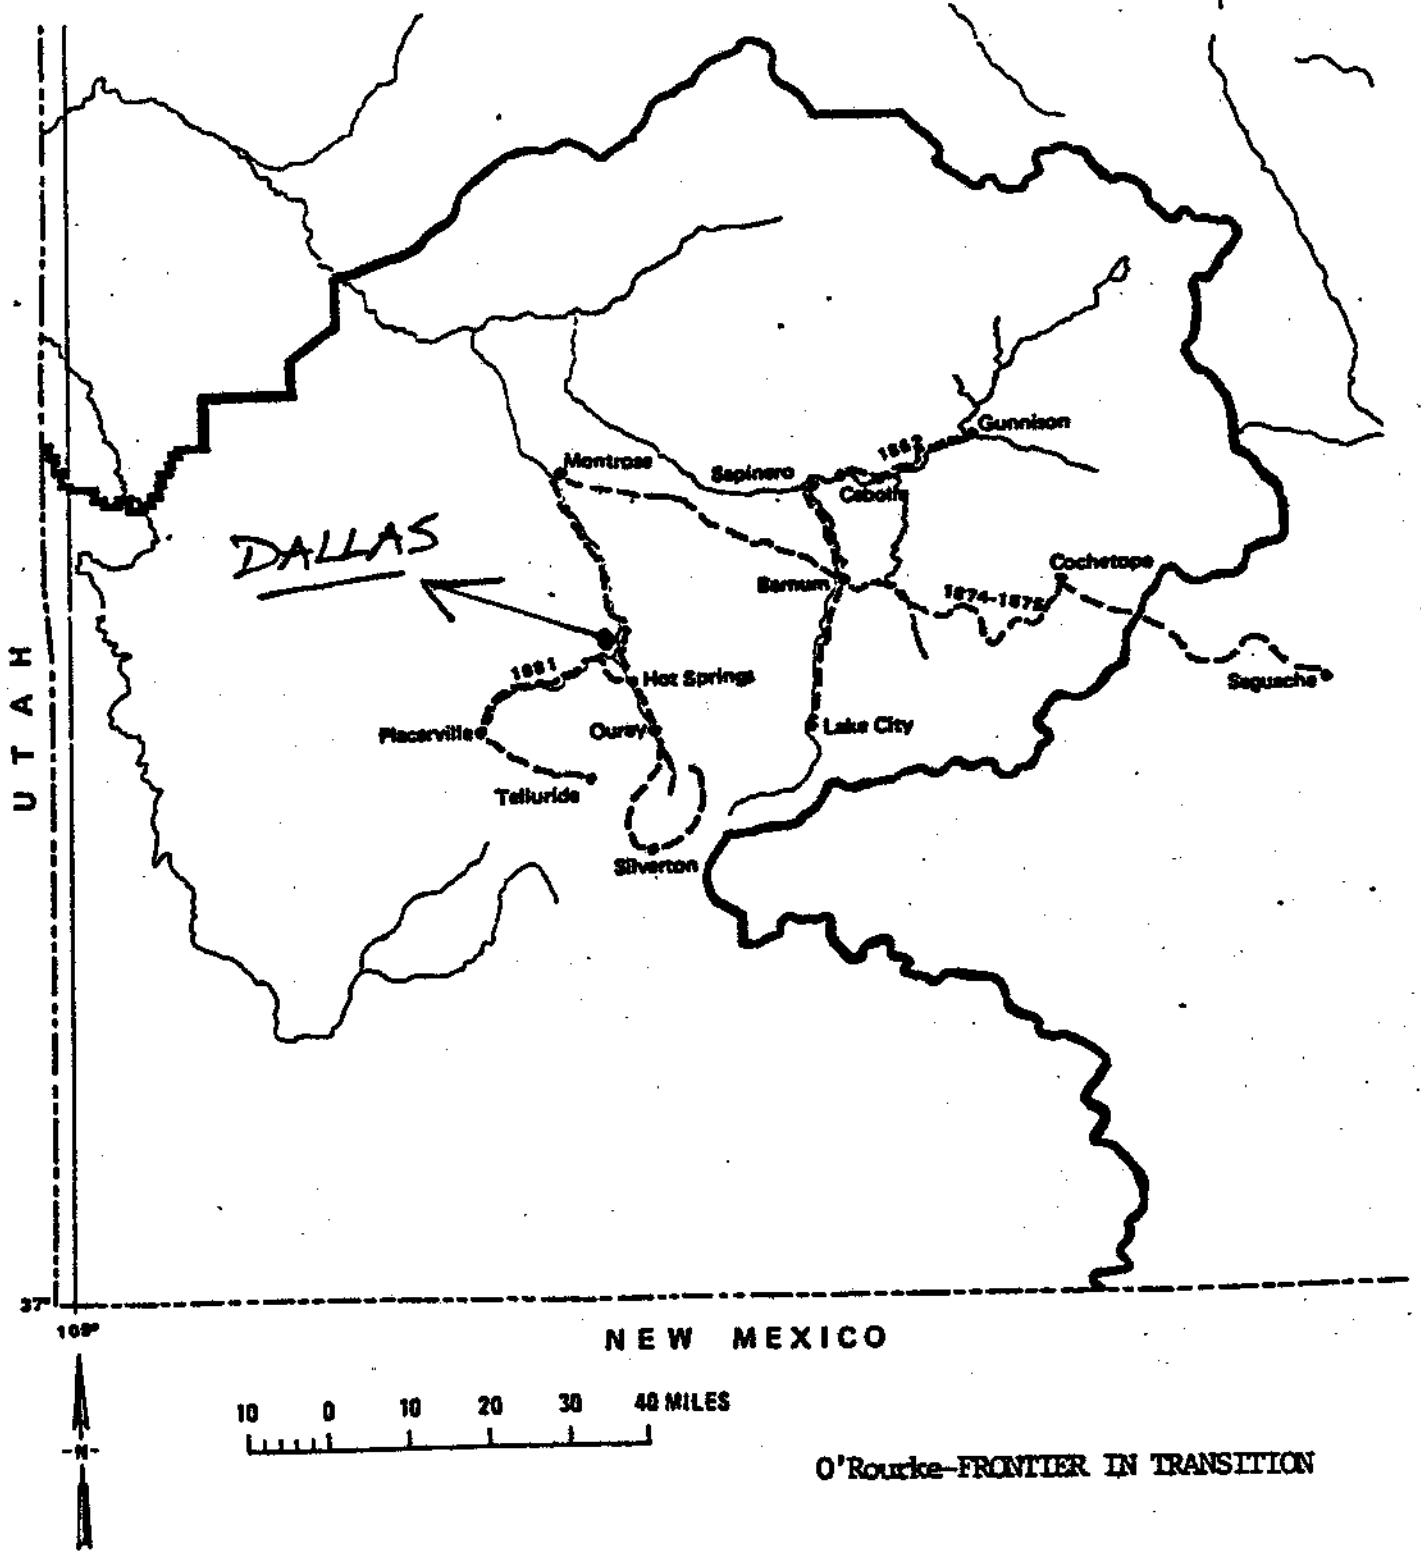 Gunnison
1882
Montrose
Sapinero
Cebolla
DALLAS
Cochetopa
Barnum
1874-1875
1881
Hot Springs
Saguache
Placerville
Ouray
Lake City
Telluride
Silverton
UTAH
37°
109°
NEW MEXICO
10 0 10 20 30 40 MILES
-N-
O'Rourke-FRONTIER IN TRANSITION